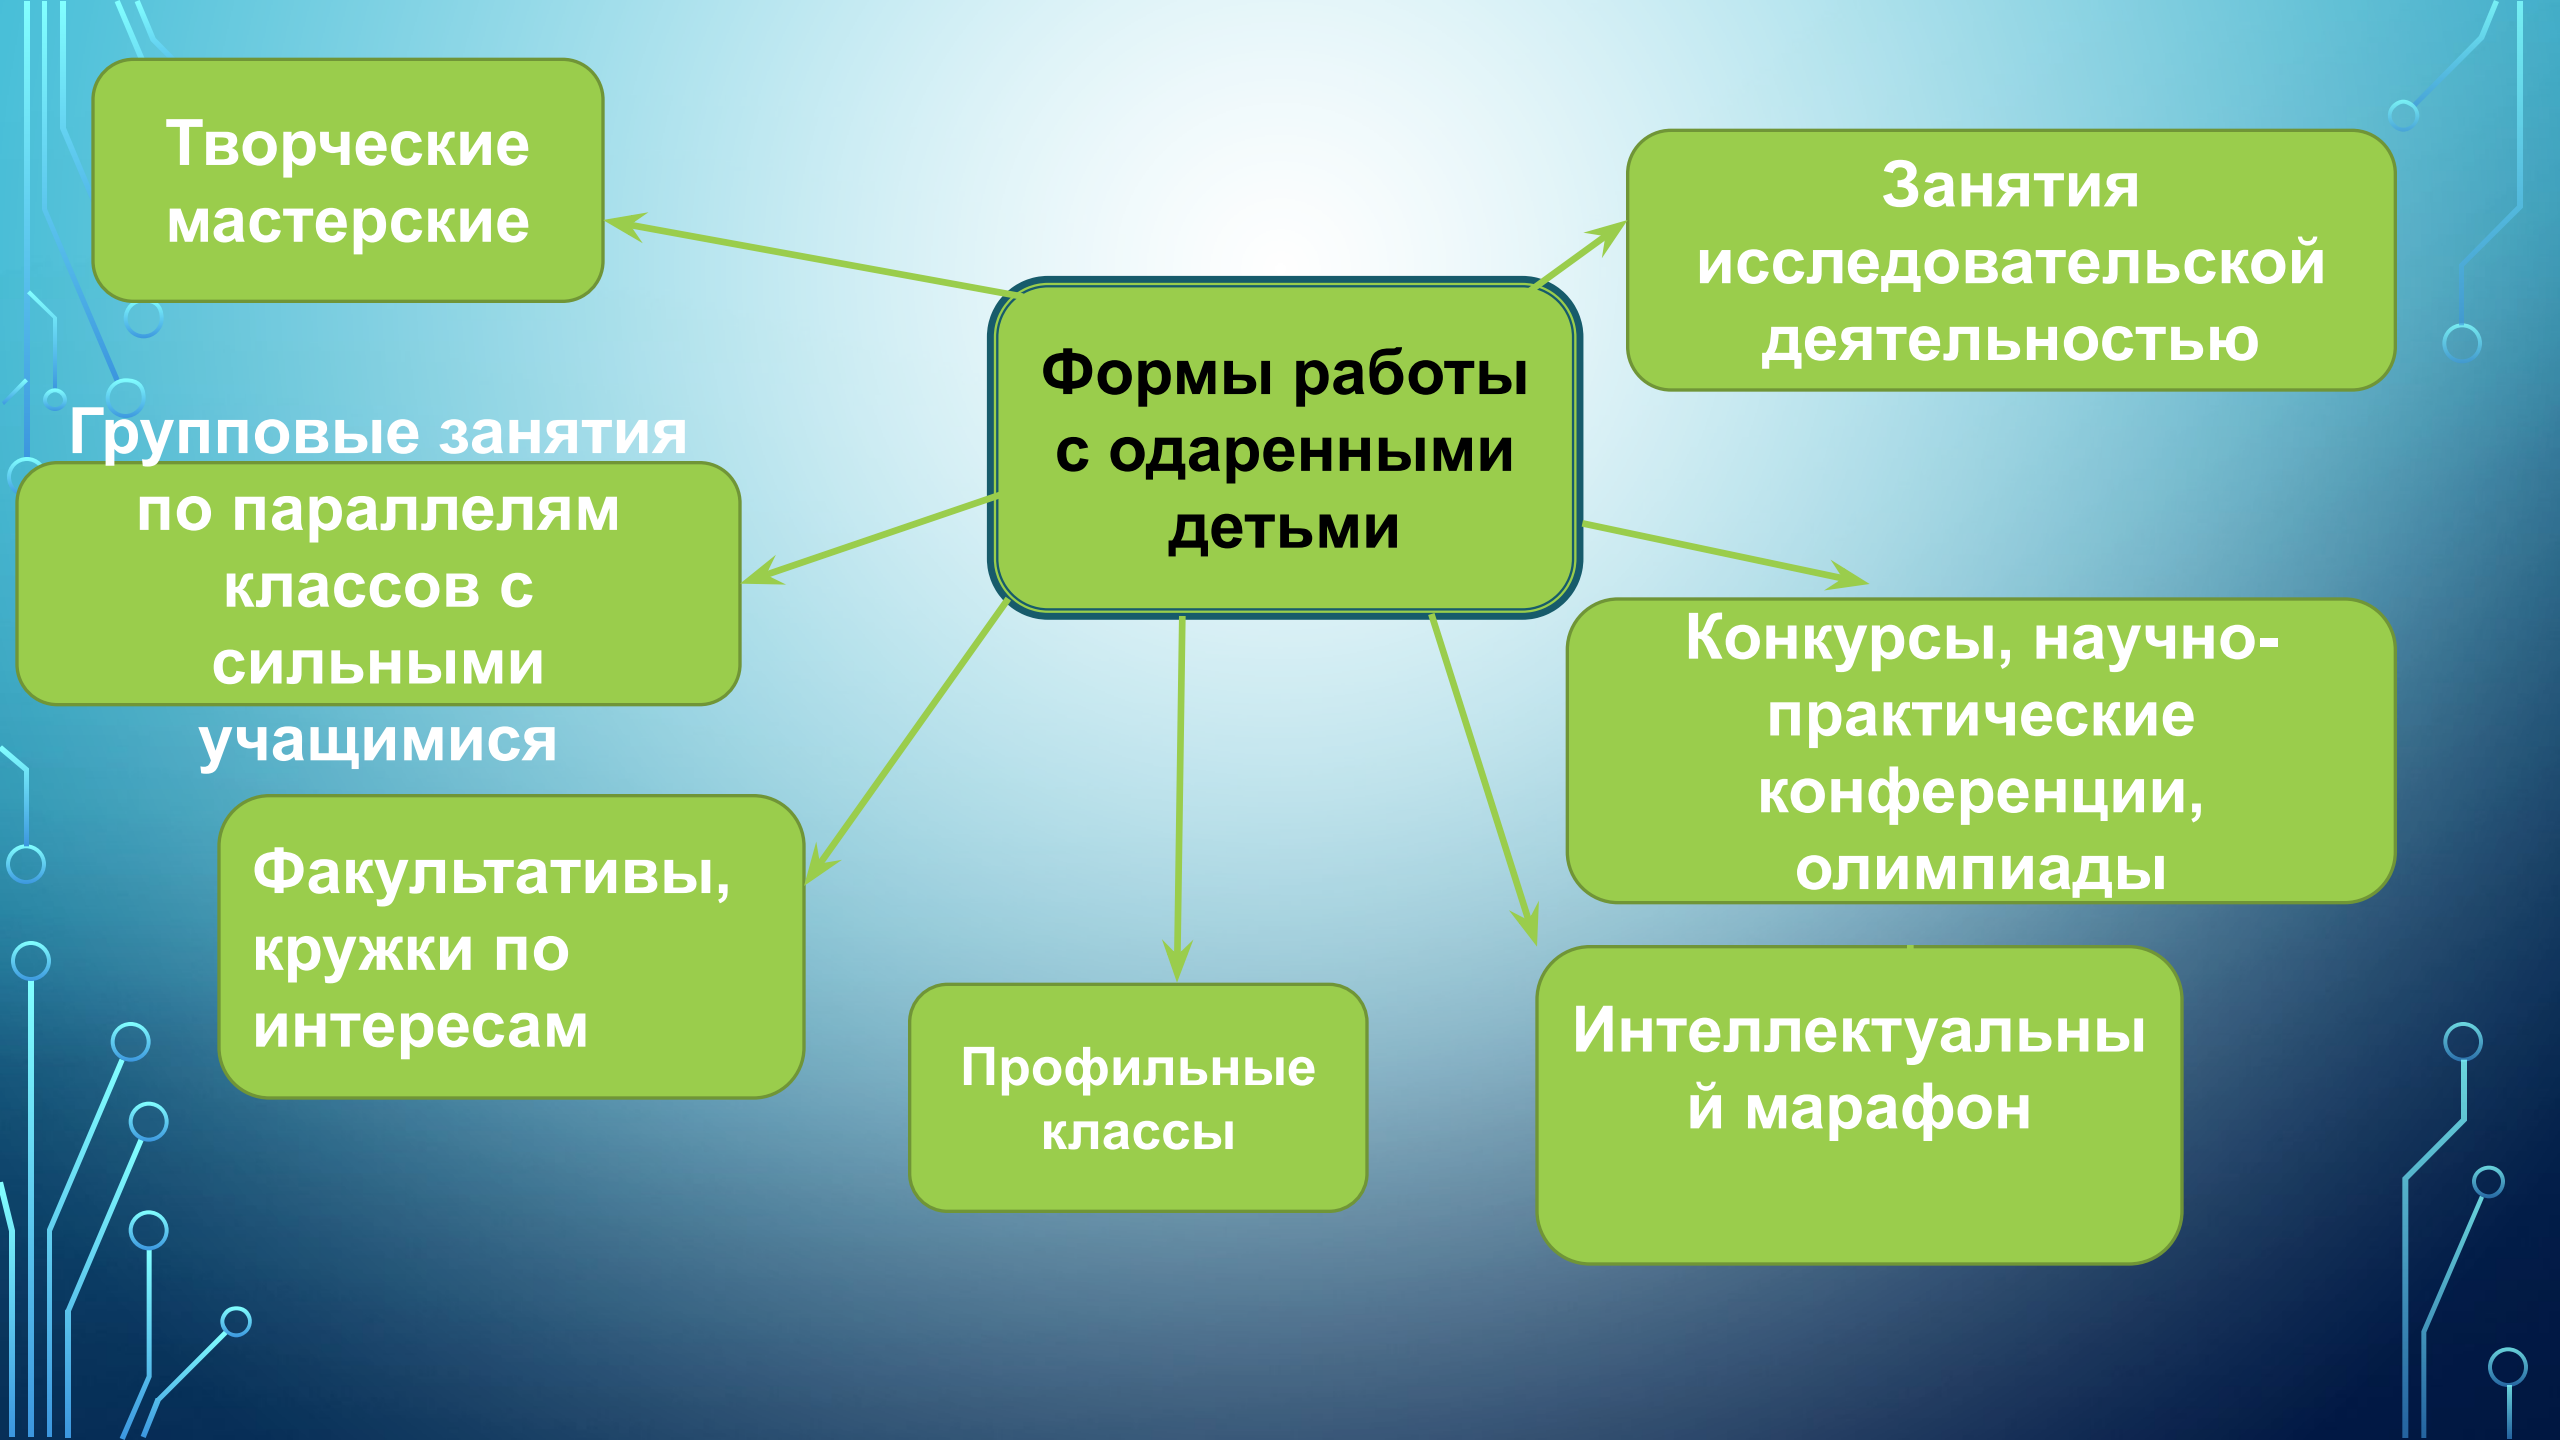 Творческие
мастерские
Занятия
исследовательской
деятельностью
Формы работы
с одаренными
детьми
Групповые занятия
по параллелям
классов с
сильными
учащимися
Конкурсы, научно-
практические
конференции,
олимпиады
Факультативы,
кружки по
интересам
Профильные
классы
Интеллектуальны
й марафон